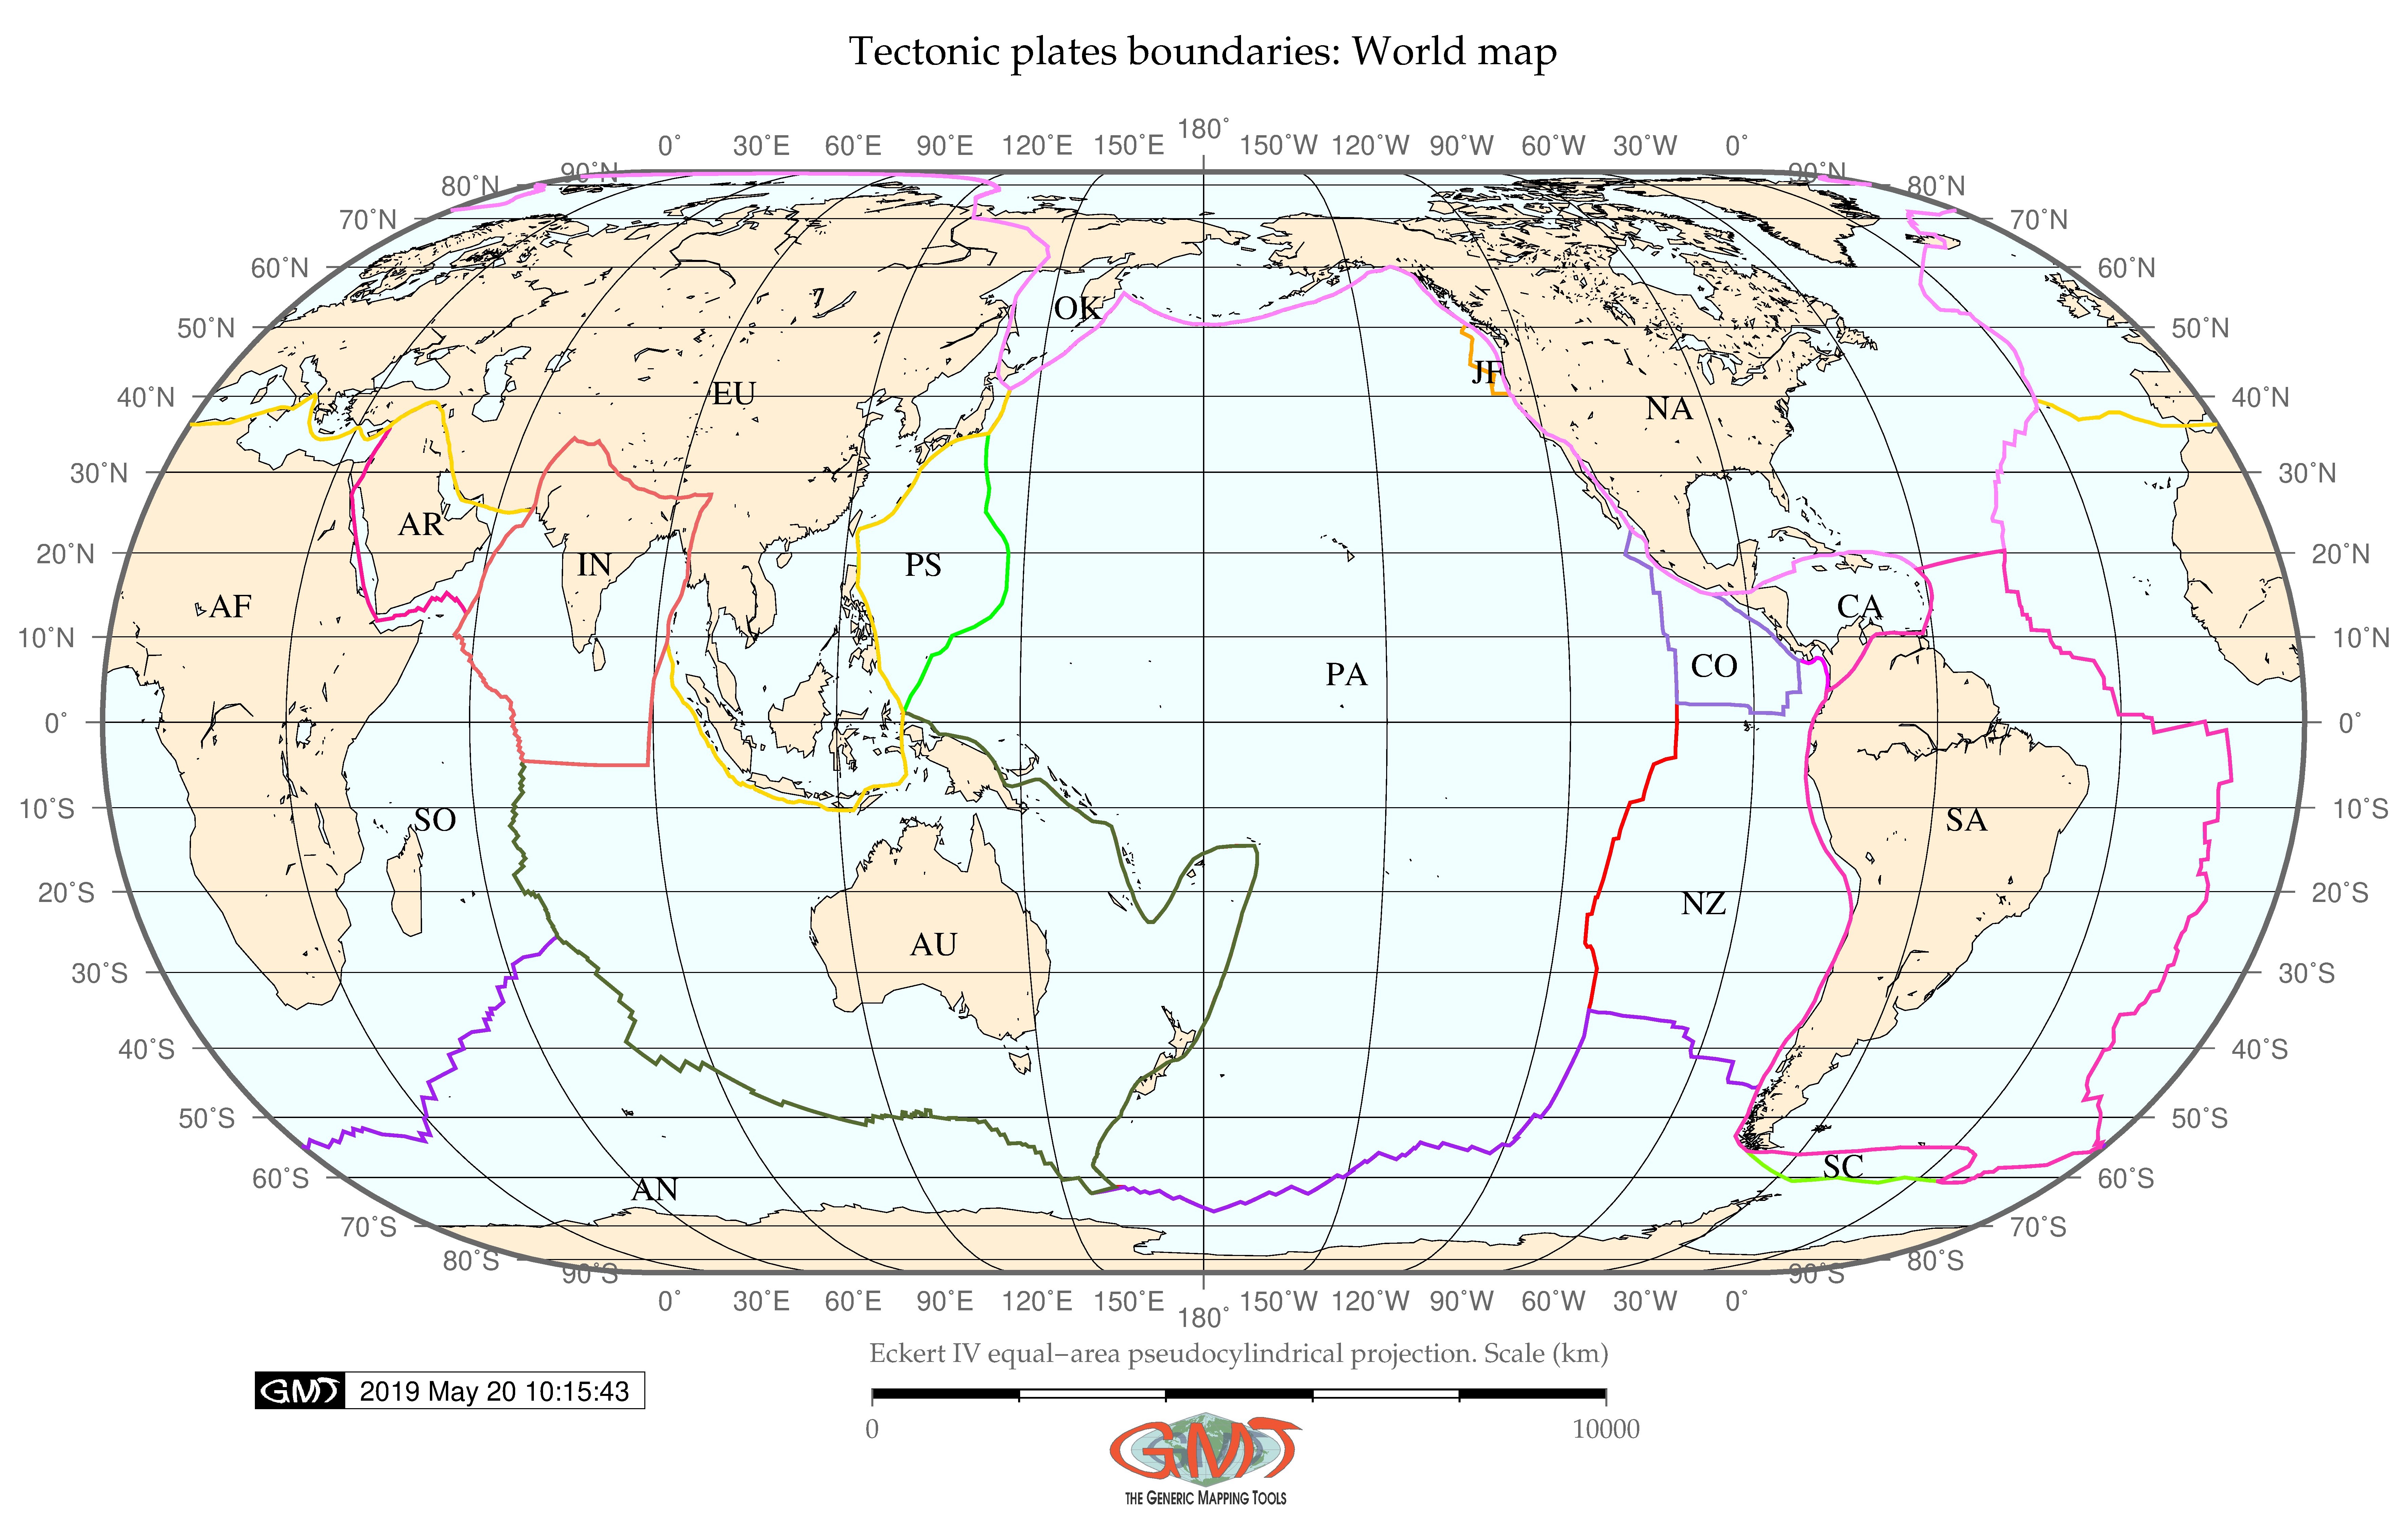 Tectonic plates boundaries: World map
180˚
0˚ 30˚E 60˚E 90˚E 120˚E 150˚E 150˚W 120˚W 90˚W 60˚W 30˚W 0˚
90˚N 90˚N
80˚N 80˚N
70˚N 70˚N
60˚N 60˚N
OK
50˚N 50˚N
JF
EU
40˚N 40˚N
NA
30˚N 30˚N
AR
20˚N 20˚N
IN PS
AF CA
10˚N 10˚N
CO
PA
0˚ 0˚
10˚S 10˚S
SO SA
20˚S 20˚S
NZ
AU
30˚S 30˚S
40˚S 40˚S
50˚S 50˚S
SC
60˚S 60˚S
AN
70˚S 70˚S
80˚S 80˚S
90˚S 90˚S
0˚ 30˚E 60˚E 90˚E 120˚E 150˚E 150˚W 120˚W 90˚W 60˚W 30˚W 0˚
180˚
Eckert IV equal−area pseudocylindrical projection. Scale (km)
GMT 2019 May 20 10:15:43
0 10000
GMT
THE GENERIC MAPPING TOOLS